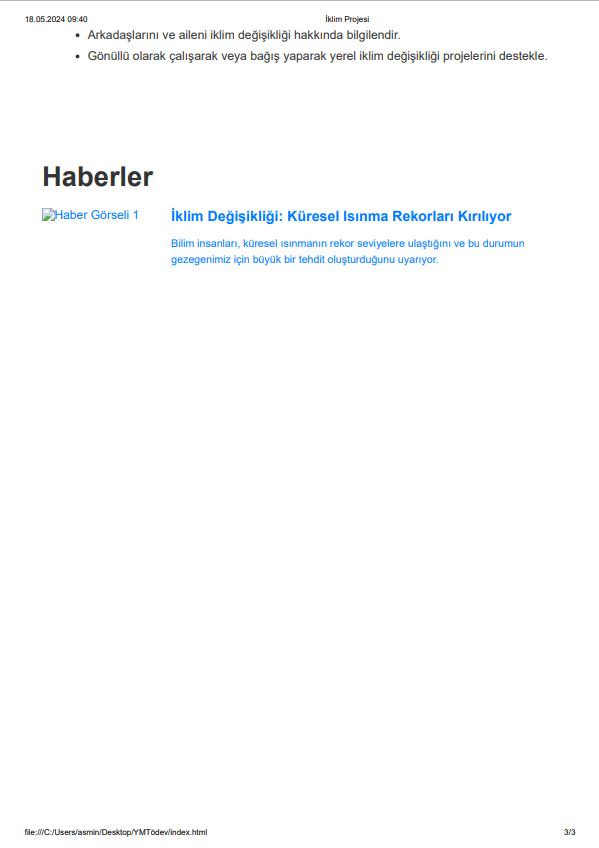 18.05.2024 09:40 İklim Projesi
• Arkadaşlarını ve aileni iklim değişikliği hakkında bilgilendir.
• Gönüllü olarak çalışarak veya bağış yaparak yerel iklim değişikliği projelerini destekle.
Haberler
Haber Görseli 1
İklim Değişikliği: Küresel Isınma Rekorları Kırılıyor
Bilim insanları, küresel ısınmanın rekor seviyelere ulaştığını ve bu durumun
gezegenimiz için büyük bir tehdit oluşturduğunu uyarıyor.
file:///C:/Users/asmin/Desktop/YMTödev/index.html 3/3